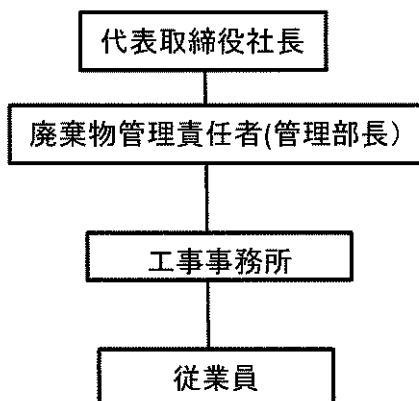 代表取締役社長
廃棄物管理責任者(管理部長)
工事事務所
従業員